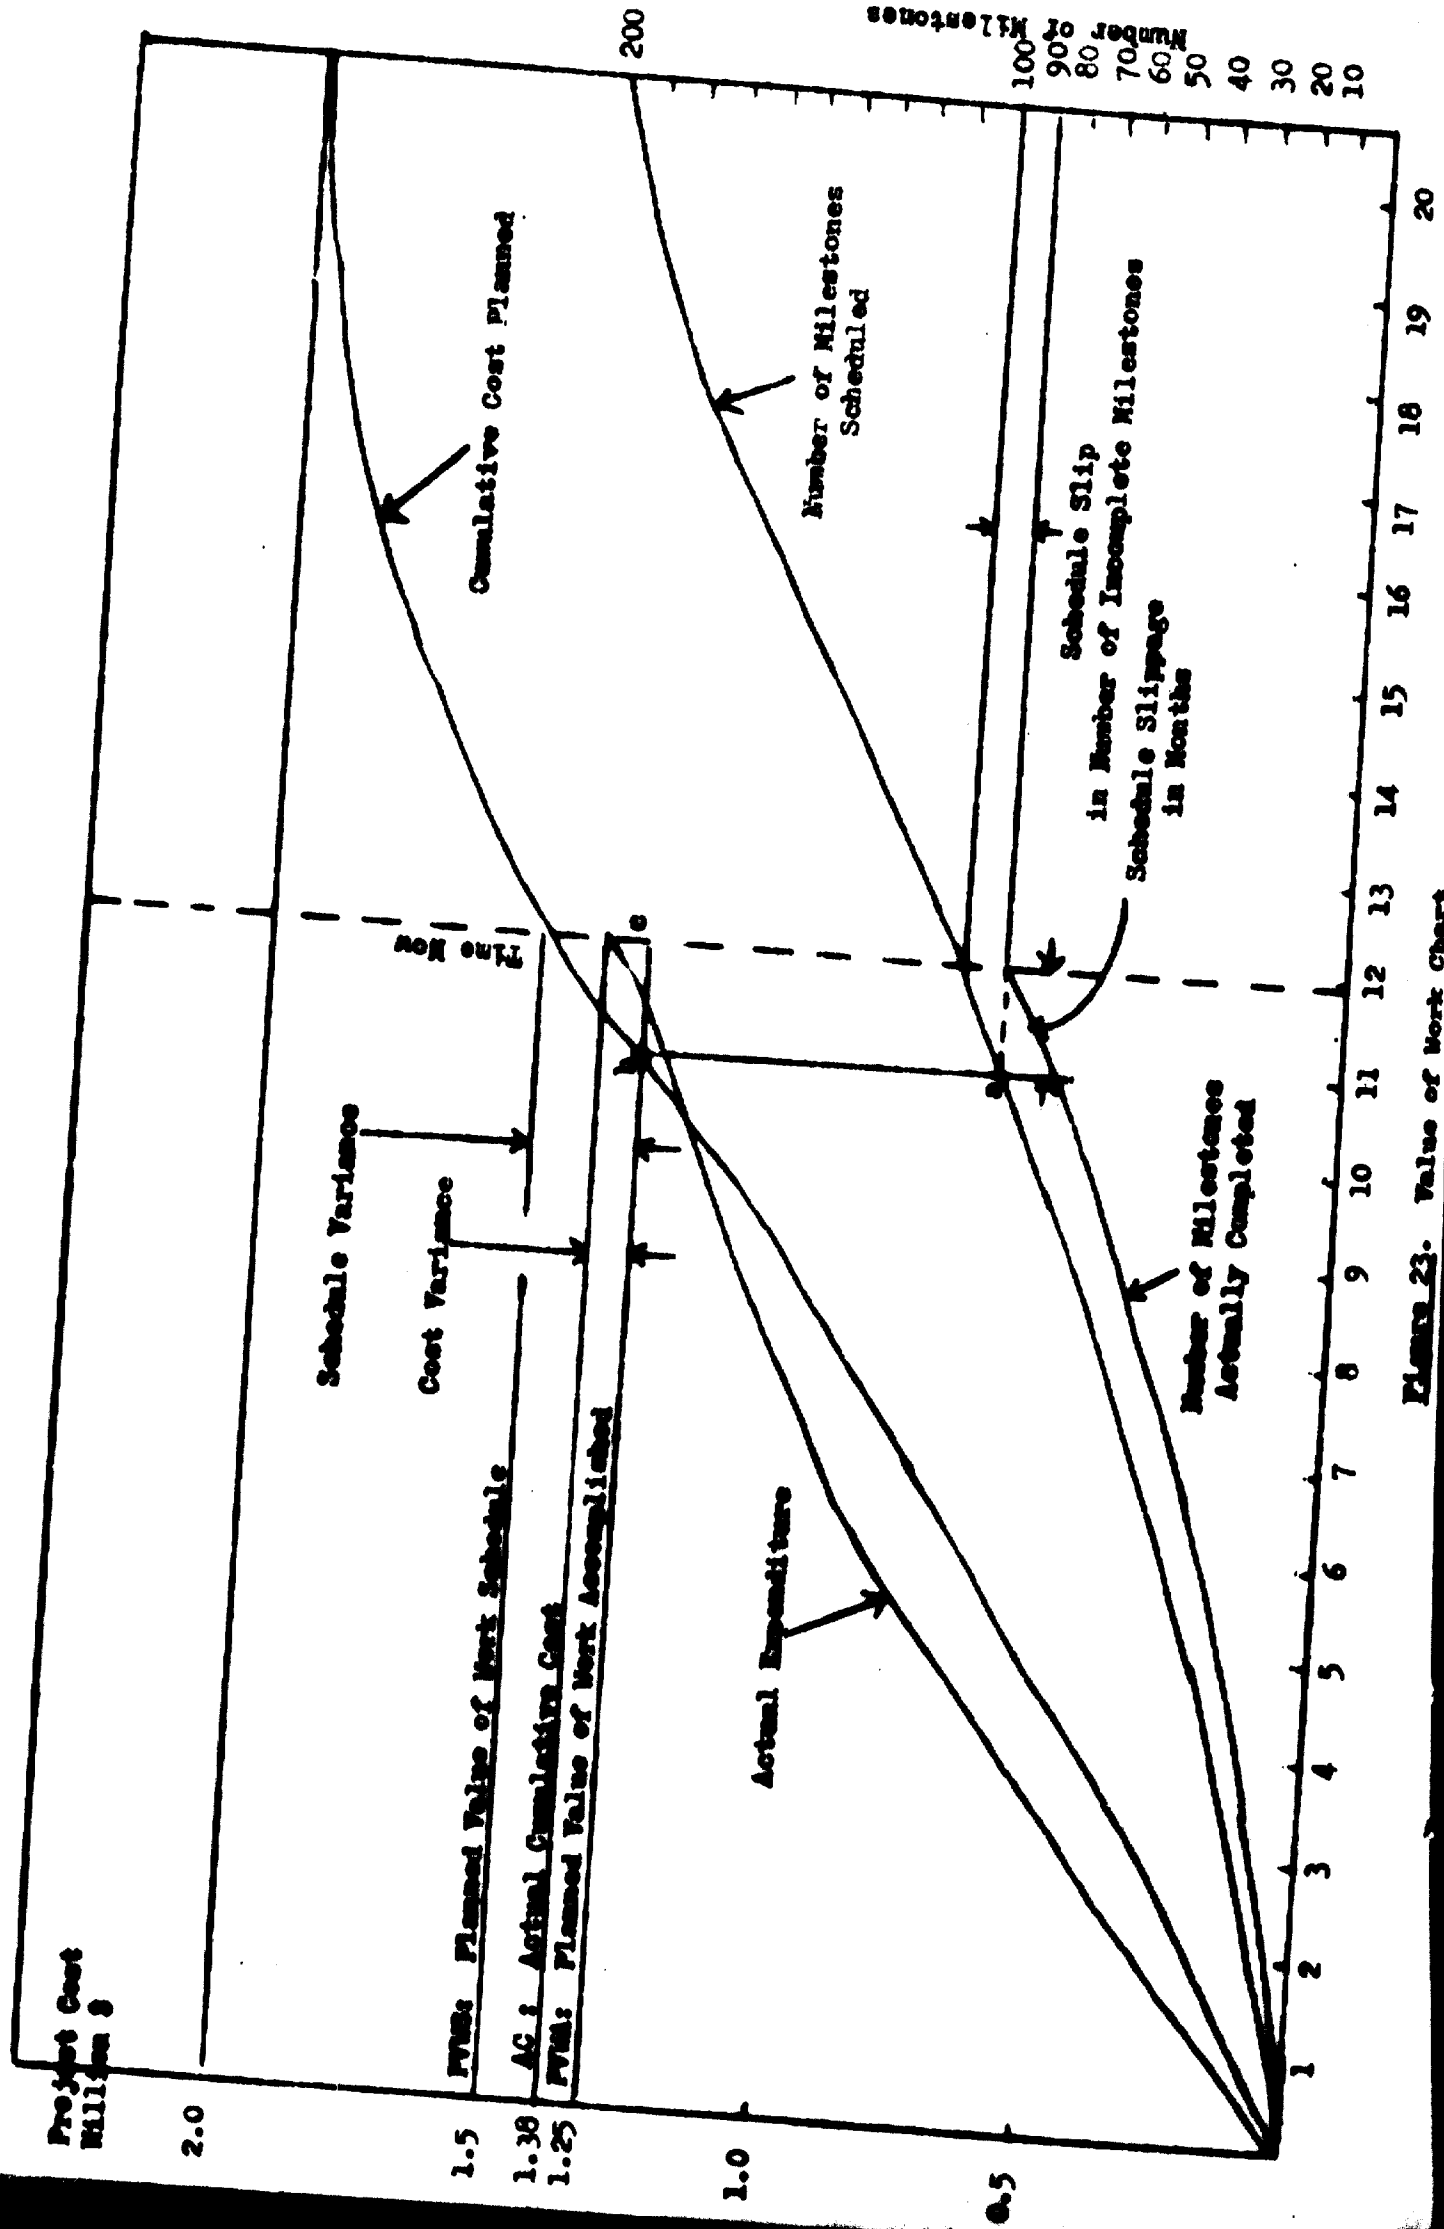 Project Cost
Million $
2.0
1.5
1.38
1.25
1.0
0.5
PVWS: Planned Value of Work Schedule
AC : Actual Cumulative Cost
PVWA: Planned Value of Work Accomplished
Schedule Variance
Cost Variance
Time Now
Cumulative Cost Planned
Number of Milestones
Scheduled
Actual Expenditure
b
c
a
Schedule Slip
in Number of Incomplete Milestones
Schedule Slippage
in Months
Number of Milestones
Actually Completed
Number of Milestones
200
100
90
80
70
60
50
40
30
20
10
1 2 3 4 5 6 7 8 9 10 11 12 13 14 15 16 17 18 19 20
Figure 23. Value of Work Chart